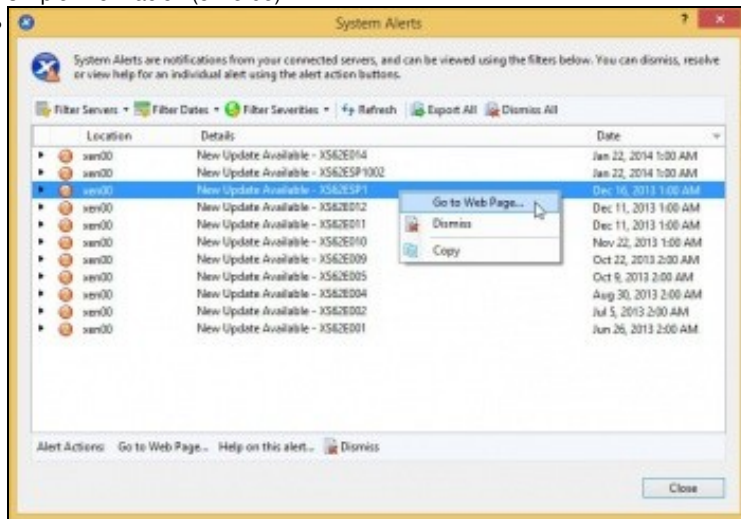 System Alerts
?
System Alerts are notifications from your connected servers, and can be viewed using the filters below. You can dismiss, resolve
or view help for an individual alert using the alert action buttons.
Filter Servers Filter Dates Filter Severities Refresh Export All Dismiss All
Location Details Date
xen00 New Update Available - XS62E014 Jan 22, 2014 1:00 AM
xen00 New Update Available - XS62ESP1002 Jan 22, 2014 1:00 AM
xen00 New Update Available - XS62ESP1 Dec 16, 2013 1:00 AM
xen00 New Update Available - XS62E012 Dec 11, 2013 1:00 AM
xen00 New Update Available - XS62E011 Dec 11, 2013 1:00 AM
xen00 New Update Available - XS62E010 Nov 22, 2013 1:00 AM
xen00 New Update Available - XS62E009 Oct 22, 2013 2:00 AM
xen00 New Update Available - XS62E005 Oct 9, 2013 2:00 AM
xen00 New Update Available - XS62E004 Aug 30, 2013 2:00 AM
xen00 New Update Available - XS62E002 Jul 5, 2013 2:00 AM
xen00 New Update Available - XS62E001 Jun 26, 2013 2:00 AM
Go to Web Page...
Dismiss
Copy
Alert Actions: Go to Web Page... Help on this alert... Dismiss
Close